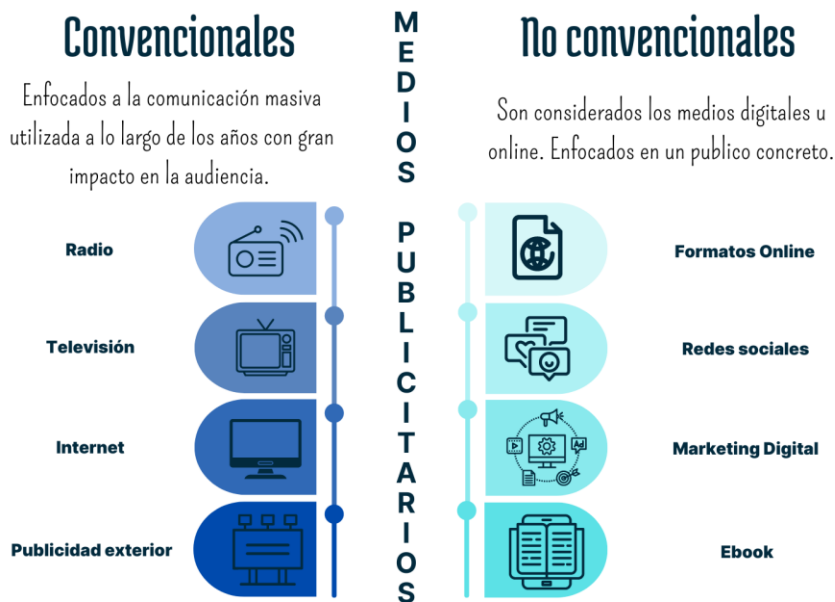 Convencionales
Enfocados a la comunicación masiva
utilizada a lo largo de los años con gran
impacto en la audiencia.
Radio
Televisión
Internet
Publicidad exterior
MEDIOS PUBLICITARIOS
No convencionales
Son considerados los medios digitales u
online. Enfocados en un publico concreto.
Formatos Online
Redes sociales
Marketing Digital
Ad
Ebook